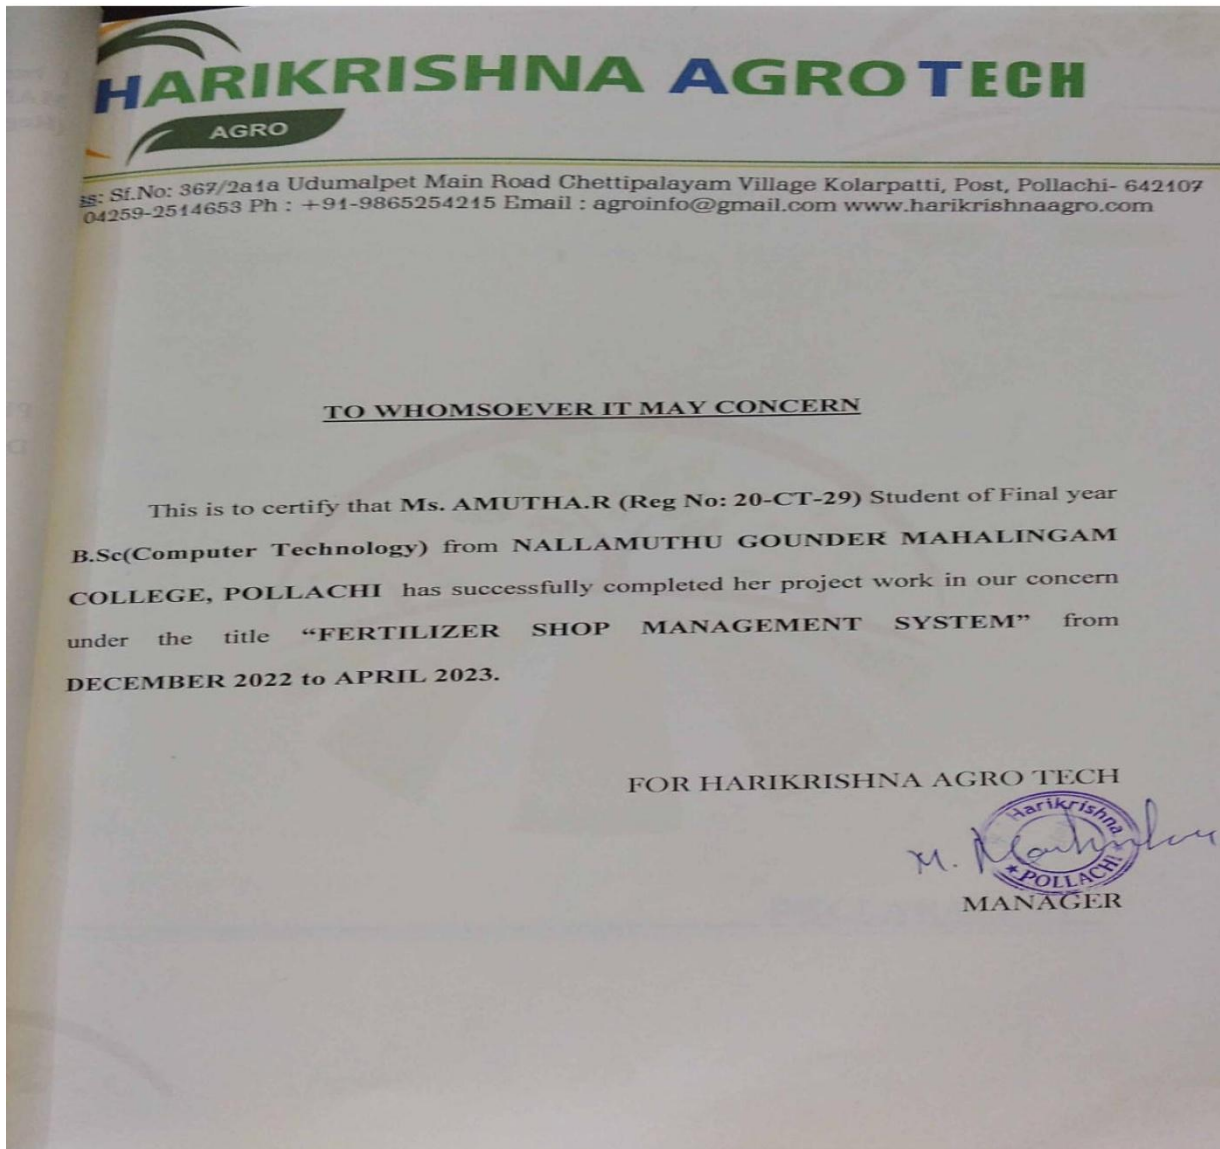 HARIKRISHNA AGRO TECH
AGRO
ss: Sf.No: 367/2a1a Udumalpet Main Road Chettipalayam Village Kolarpatti, Post, Pollachi- 642107
04259-2514653 Ph : +91-9865254215 Email : agroinfo@gmail.com www.harikrishnaagro.com
TO WHOMSOEVER IT MAY CONCERN
This is to certify that Ms. AMUTHA.R (Reg No: 20-CT-29) Student of Final year
B.Sc(Computer Technology) from NALLAMUTHU GOUNDER MAHALINGAM
COLLEGE, POLLACHI has successfully completed her project work in our concern
under the title “FERTILIZER SHOP MANAGEMENT SYSTEM” from
DECEMBER 2022 to APRIL 2023.
FOR HARIKRISHNA AGRO TECH
Harikrishna
M.
★ POLLACHI ★
MANAGER